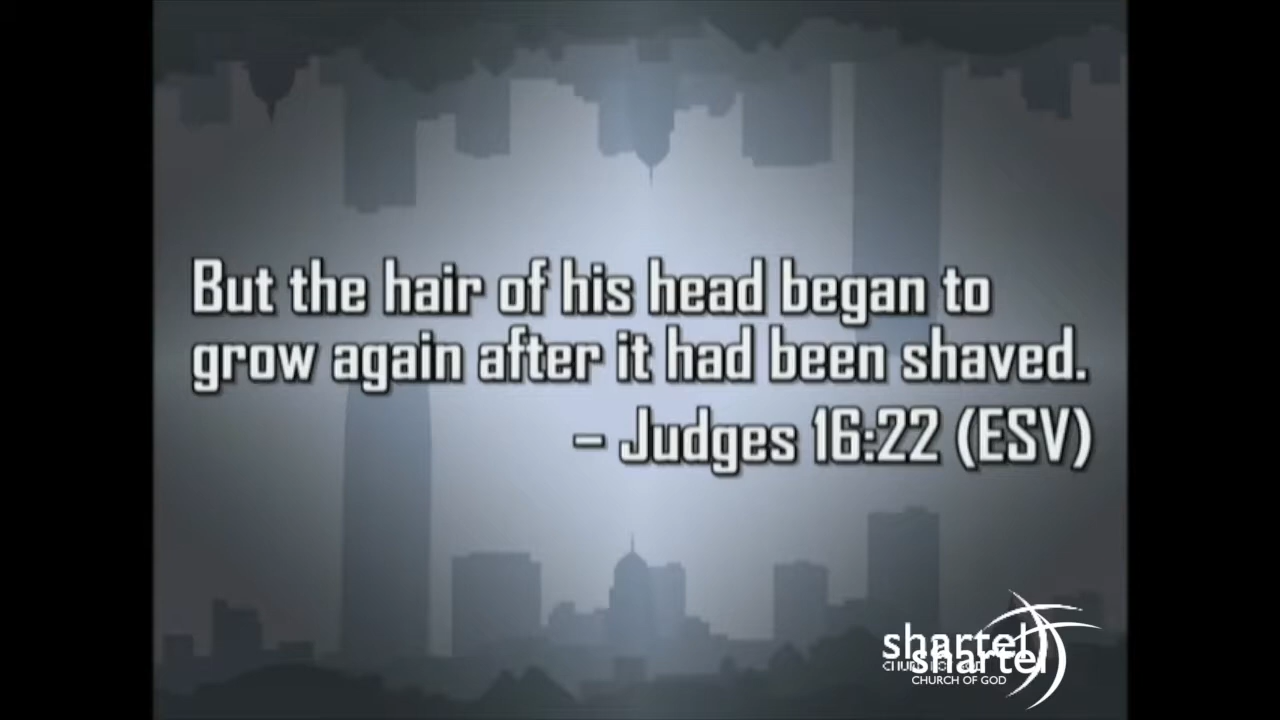 But the hair of his head began to
grow again after it had been shaved.
– Judges 16:22 (ESV)
shartel
shartel
CHURCH OF GOD